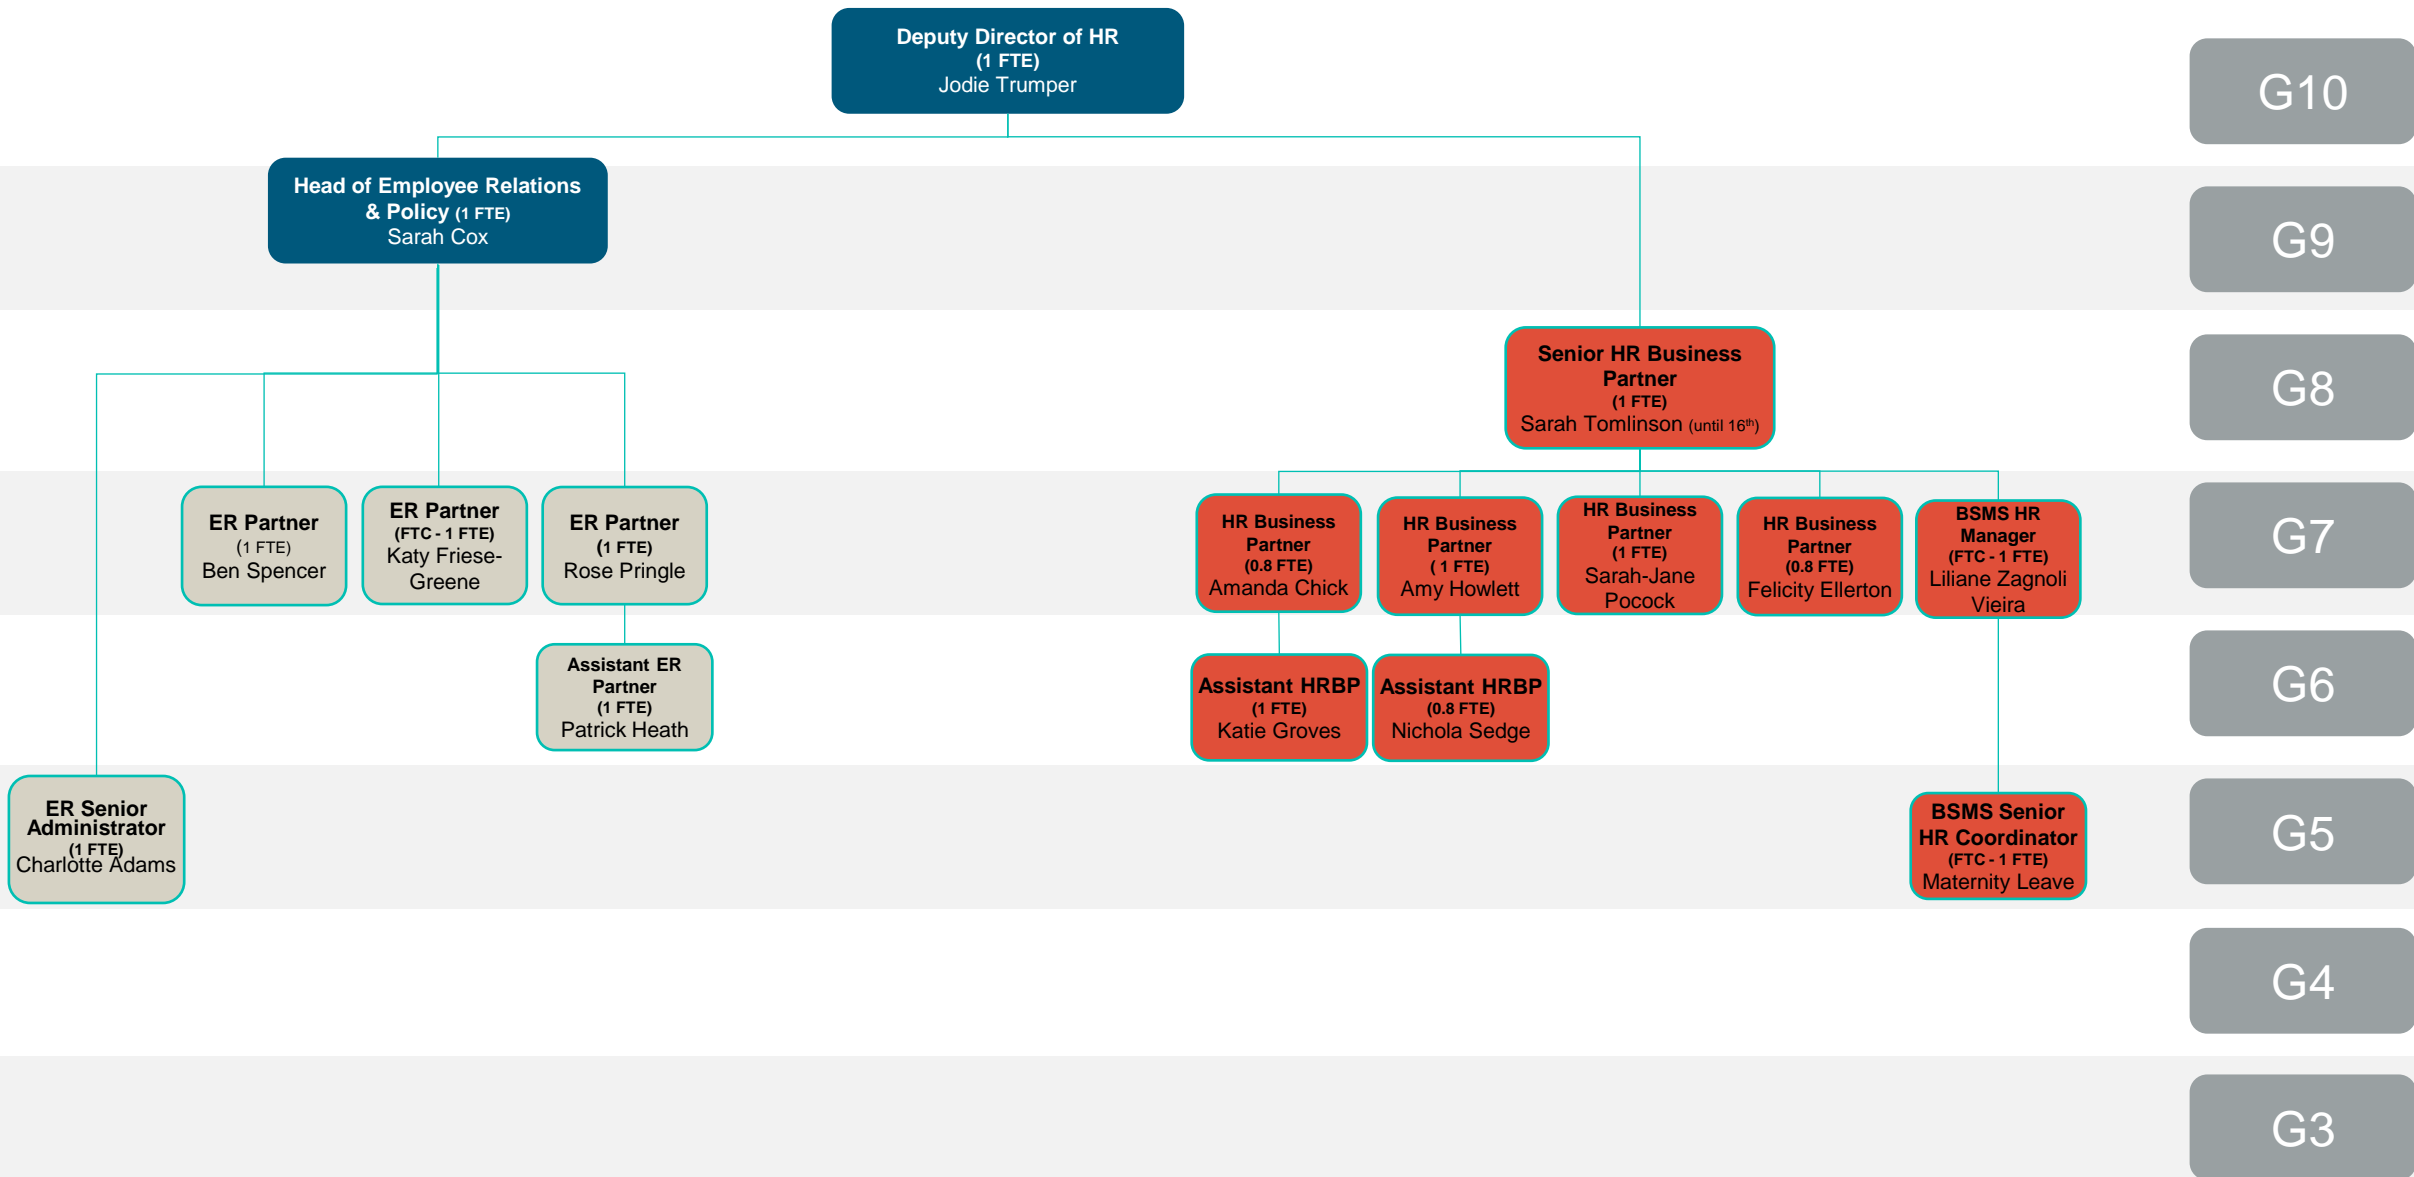 Deputy Director of HR
(1 FTE)
Jodie Trumper
G10
Head of Employee Relations
& Policy (1 FTE)
Sarah Cox
G9
Senior HR Business
Partner
(1 FTE)
Sarah Tomlinson (until 16th)
G8
ER Partner
(1 FTE)
Ben Spencer
ER Partner
(FTC - 1 FTE)
Katy Friese-
Greene
ER Partner
(1 FTE)
Rose Pringle
HR Business
Partner
(0.8 FTE)
Amanda Chick
HR Business
Partner
( 1 FTE)
Amy Howlett
HR Business
Partner
(1 FTE)
Sarah-Jane
Pocock
HR Business
Partner
(0.8 FTE)
Felicity Ellerton
BSMS HR
Manager
(FTC - 1 FTE)
Liliane Zagnoli
Vieira
G7
Assistant ER
Partner
(1 FTE)
Patrick Heath
Assistant HRBP
(1 FTE)
Katie Groves
Assistant HRBP
(0.8 FTE)
Nichola Sedge
G6
ER Senior
Administrator
(1 FTE)
Charlotte Adams
BSMS Senior
HR Coordinator
(FTC - 1 FTE)
Maternity Leave
G5
G4
G3